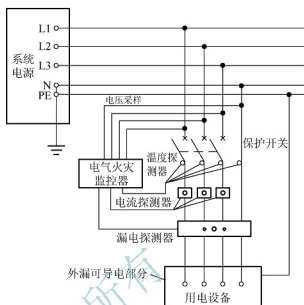 L1
L2
系统
电源
L3
N
PE
电压采样
保护开关
温度探
测器
电气火灾
监控器
电流探测器
漏电探测器
外漏可导电部分
用电设备
所有